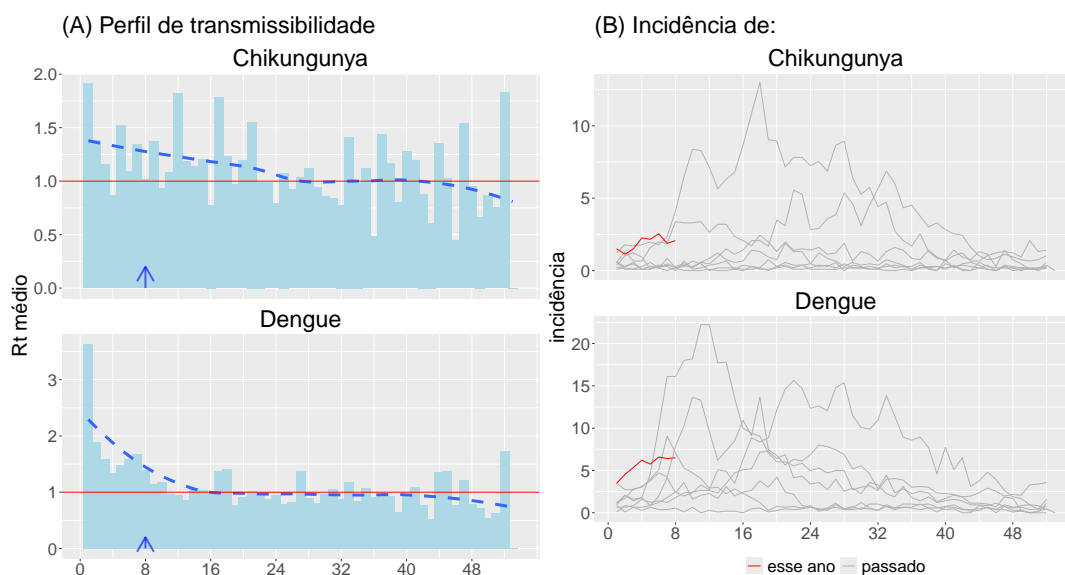 (A) Perfil de transmissibilidade
Chikungunya
2.0
1.5
1.0
0.5
0.0
Dengue
3
2
1
0
0 8 16 24 32 40 48
Rt médio
(B) Incidência de:
Chikungunya
10
5
0
Dengue
20
15
10
5
0
0 8 16 24 32 40 48
incidência
esse ano passado